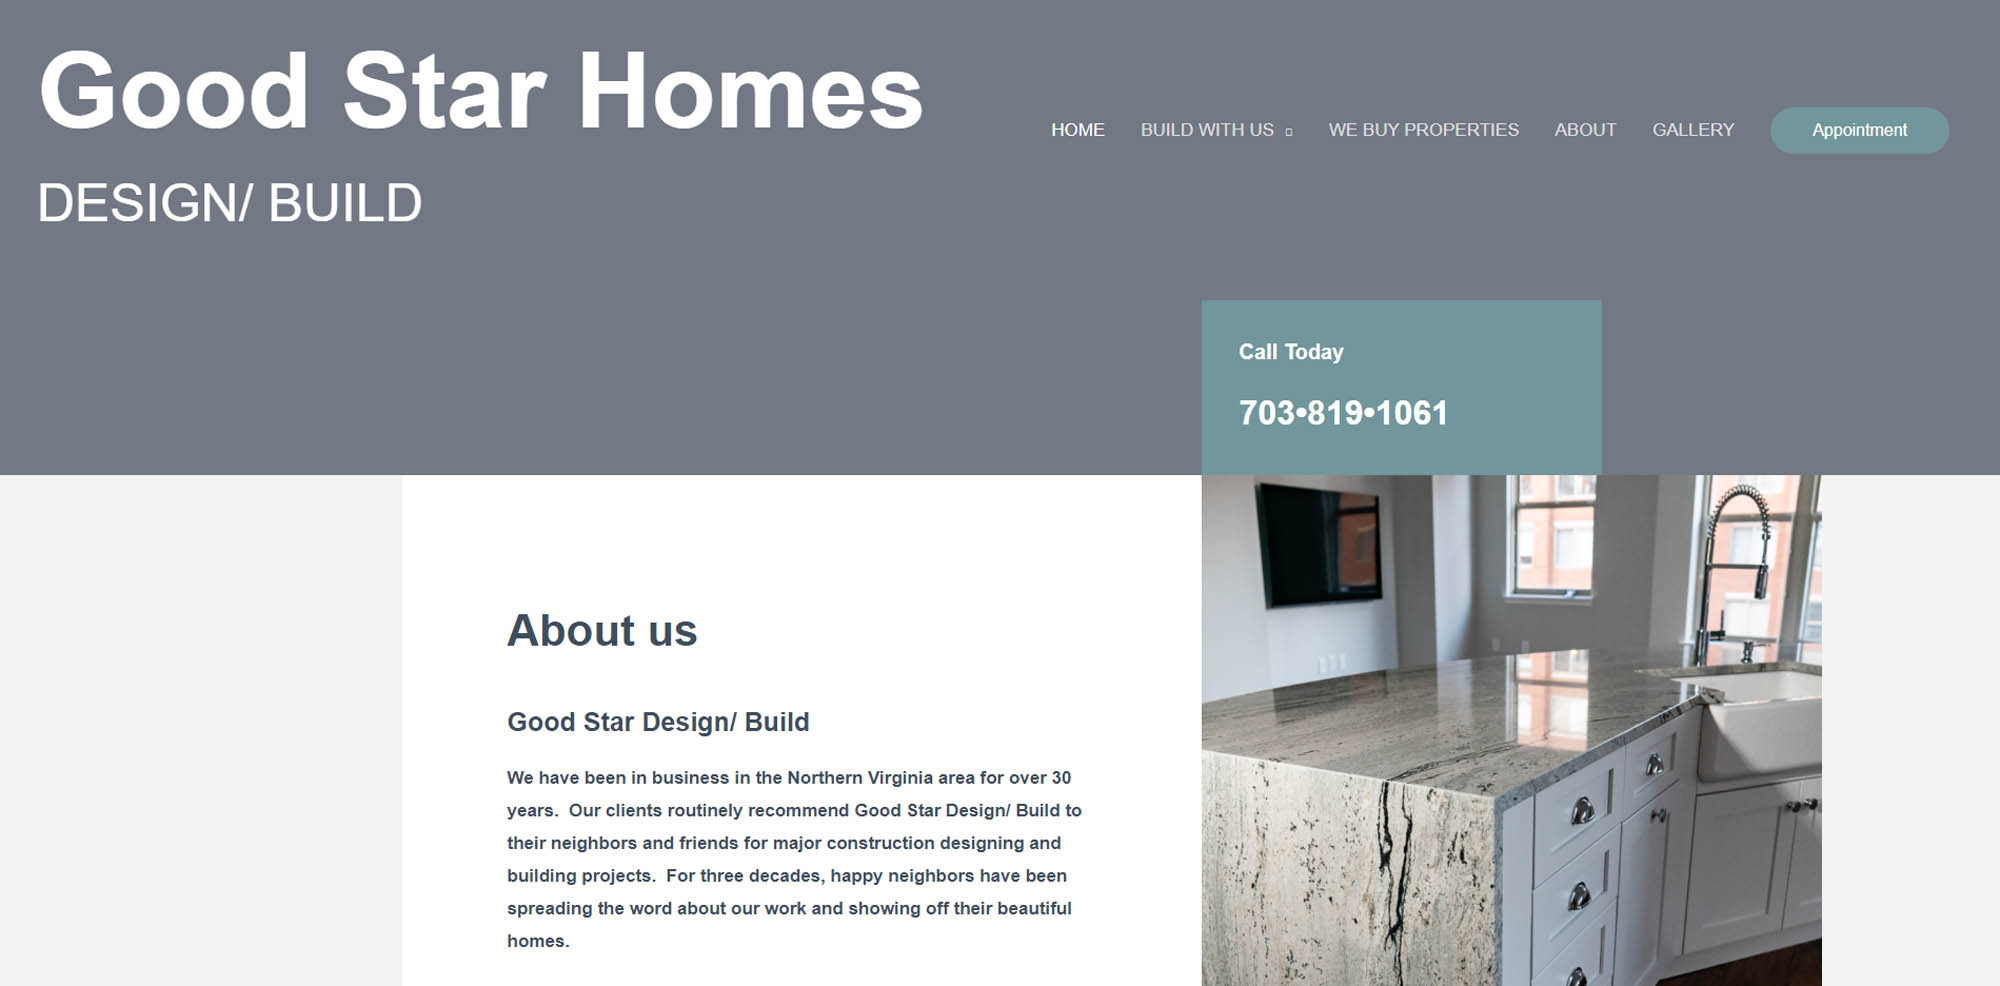 Good Star Homes
DESIGN/ BUILD
HOME
BUILD WITH US
WE BUY PROPERTIES
ABOUT
GALLERY
Appointment
Call Today
703•819•1061
About us
Good Star Design/ Build
We have been in business in the Northern Virginia area for over 30
years.  Our clients routinely recommend Good Star Design/ Build to
their neighbors and friends for major construction designing and
building projects.  For three decades, happy neighbors have been
spreading the word about our work and showing off their beautiful
homes.